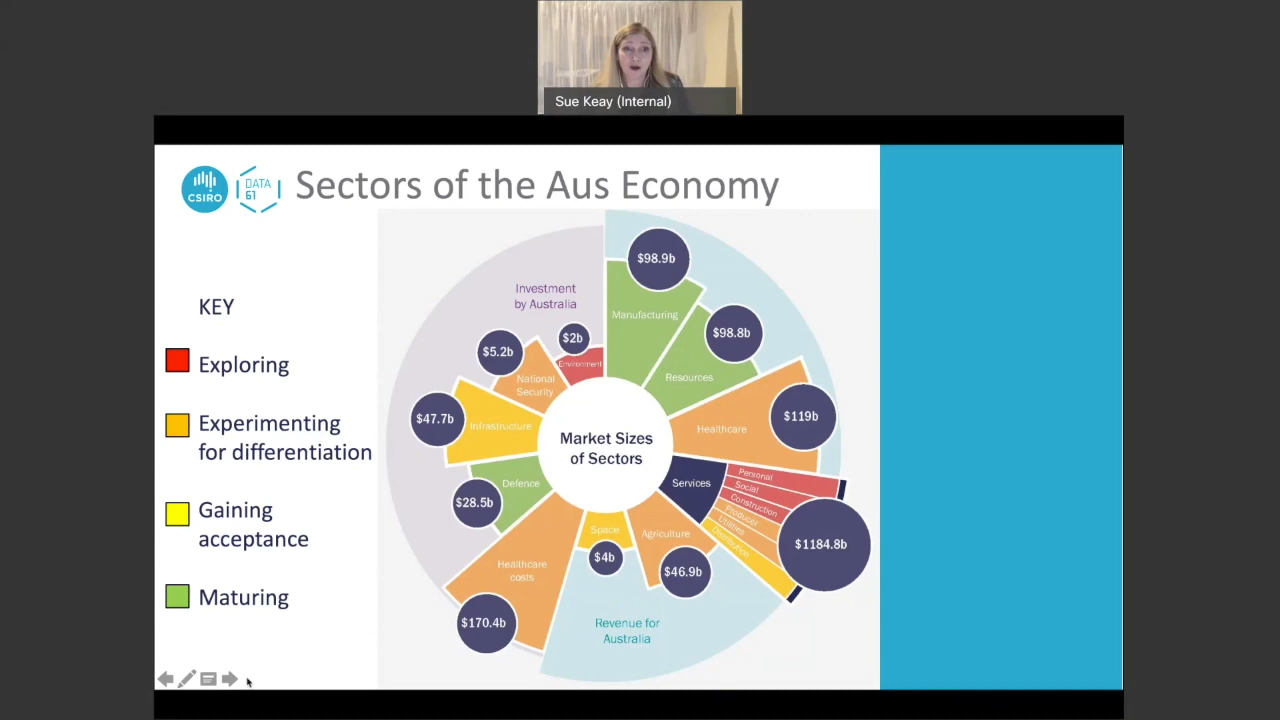 Sue Keay (Internal)
CSIRO
DATA
61
Sectors of the Aus Economy
KEY
Exploring
Experimenting
for differentiation
Gaining
acceptance
Maturing
Investment
by Australia
$98.9b
Manufacturing
$98.8b
Resources
$119b
Healthcare
Services
Personal
Social
Construction
Producer
Utilities
Distribution
$1184.8b
Agriculture
$46.9b
Space
$4b
Revenue for
Australia
Healthcare
costs
$170.4b
Defence
$28.5b
Infrastructure
$47.7b
National
Security
$5.2b
Environment
$2b
Market Sizes
of Sectors